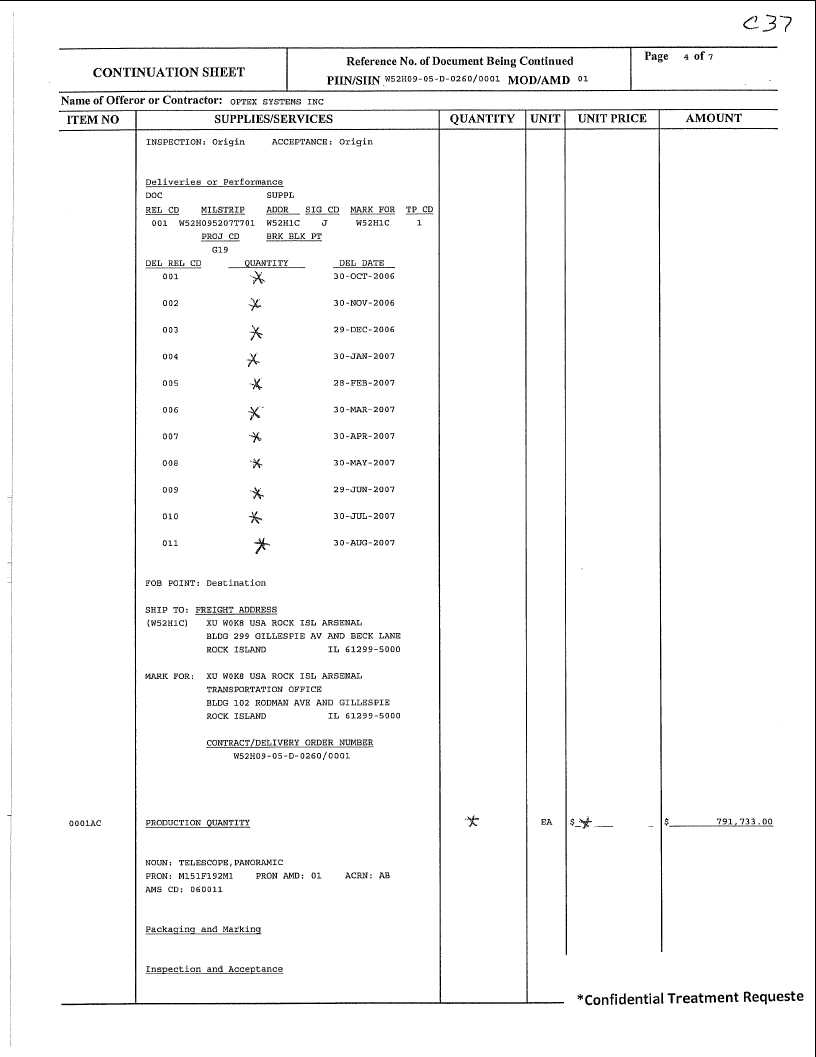 C37
CONTINUATION SHEET
Reference No. of Document Being Continued
PIIN/SIIN W52H09-05-D-0260/0001 MOD/AMD 01
Page 4 of 7
Name of Offeror or Contractor: OPTEX SYSTEMS INC
ITEM NO SUPPLIES/SERVICES QUANTITY UNIT UNIT PRICE AMOUNT
INSPECTION: Origin ACCEPTANCE: Origin
Deliveries or Performance
DOC SUPPL
REL CD MILSTRIP ADDR SIG CD MARK FOR TP CD
001 W52H095207T701 W52H1C J W52H1C 1
PROJ CD BRK BLK PT
G19
DEL REL CD QUANTITY DEL DATE
001 * 30-OCT-2006
002 * 30-NOV-2006
003 * 29-DEC-2006
004 * 30-JAN-2007
005 * 28-FEB-2007
006 * 30-MAR-2007
007 * 30-APR-2007
008 * 30-MAY-2007
009 * 29-JUN-2007
010 * 30-JUL-2007
011 * 30-AUG-2007
FOB POINT: Destination
SHIP TO: FREIGHT ADDRESS
(W52H1C) XU W0K8 USA ROCK ISL ARSENAL
BLDG 299 GILLESPIE AV AND BECK LANE
ROCK ISLAND IL 61299-5000
MARK FOR: XU W0K8 USA ROCK ISL ARSENAL
TRANSPORTATION OFFICE
BLDG 102 RODMAN AVE AND GILLESPIE
ROCK ISLAND IL 61299-5000
CONTRACT/DELIVERY ORDER NUMBER
W52H09-05-D-0260/0001
0001AC PRODUCTION QUANTITY * EA $ * $ 791,733.00
NOUN: TELESCOPE,PANORAMIC
PRON: M151F192M1 PRON AMD: 01 ACRN: AB
AMS CD: 060011
Packaging and Marking
Inspection and Acceptance
*Confidential Treatment Requeste